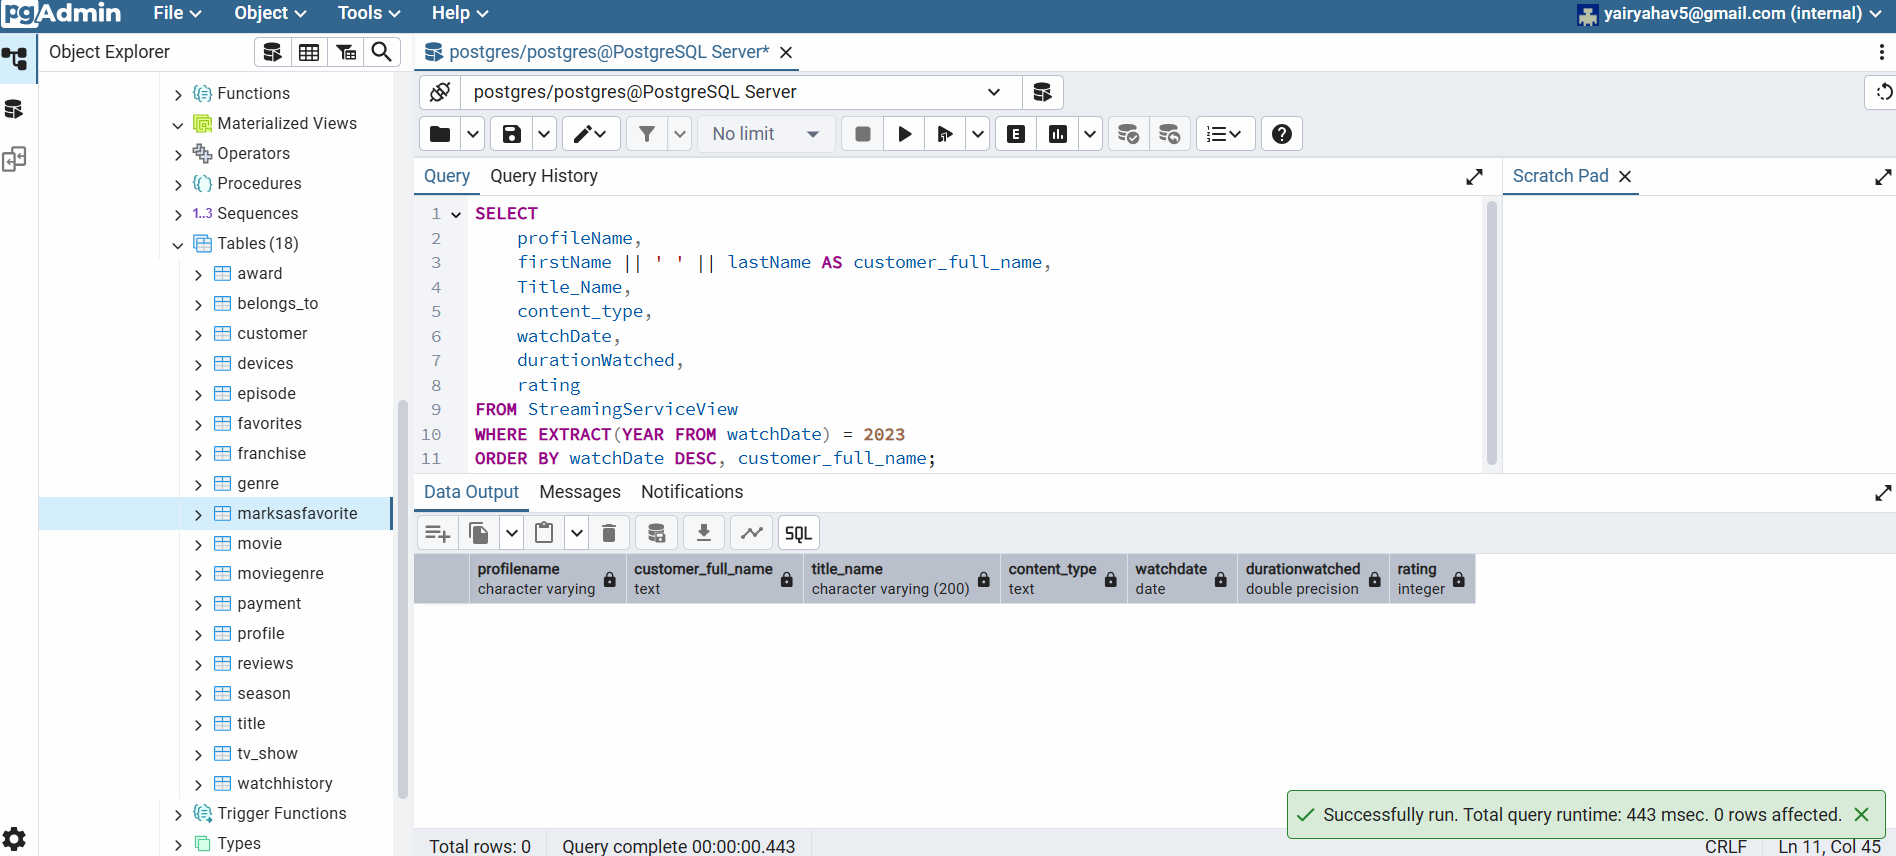 pgAdmin File Object Tools Help yairyahav5@gmail.com (internal)
Object Explorer
postgres/postgres@PostgreSQL Server*
postgres/postgres@PostgreSQL Server
No limit
E
Query Query History
Scratch Pad
Functions
Materialized Views
Operators
Procedures
1..3 Sequences
Tables (18)
award
belongs_to
customer
devices
episode
favorites
franchise
genre
marksasfavorite
movie
moviegenre
payment
profile
reviews
season
title
tv_show
watchhistory
Trigger Functions
Types
1 SELECT
2 profileName,
3 firstName || ' ' || lastName AS customer_full_name,
4 Title_Name,
5 content_type,
6 watchDate,
7 durationWatched,
8 rating
9 FROM StreamingServiceView
10 WHERE EXTRACT(YEAR FROM watchDate) = 2023
11 ORDER BY watchDate DESC, customer_full_name;
Data Output Messages Notifications
SQL
profilename customer_full_name title_name content_type watchdate durationwatched rating
character varying text character varying (200) text date double precision integer
Successfully run. Total query runtime: 443 msec. 0 rows affected.
Total rows: 0 Query complete 00:00:00.443 CRLF Ln 11, Col 45